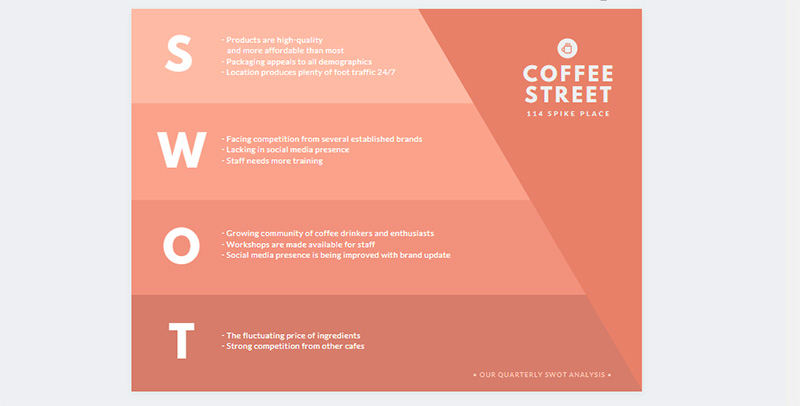 S
- Products are high-quality
and more affordable than most
- Packaging appeals to all demographics
- Location produces plenty of foot traffic 24/7
COFFEE
STREET
114 SPIKE PLACE
W
- Facing competition from several established brands
- Lacking in social media presence
- Staff needs more training
O
- Growing community of coffee drinkers and enthusiasts
- Workshops are made available for staff
- Social media presence is being improved with brand update
T
- The fluctuating price of ingredients
- Strong competition from other cafes
• OUR QUARTERLY SWOT ANALYSIS •